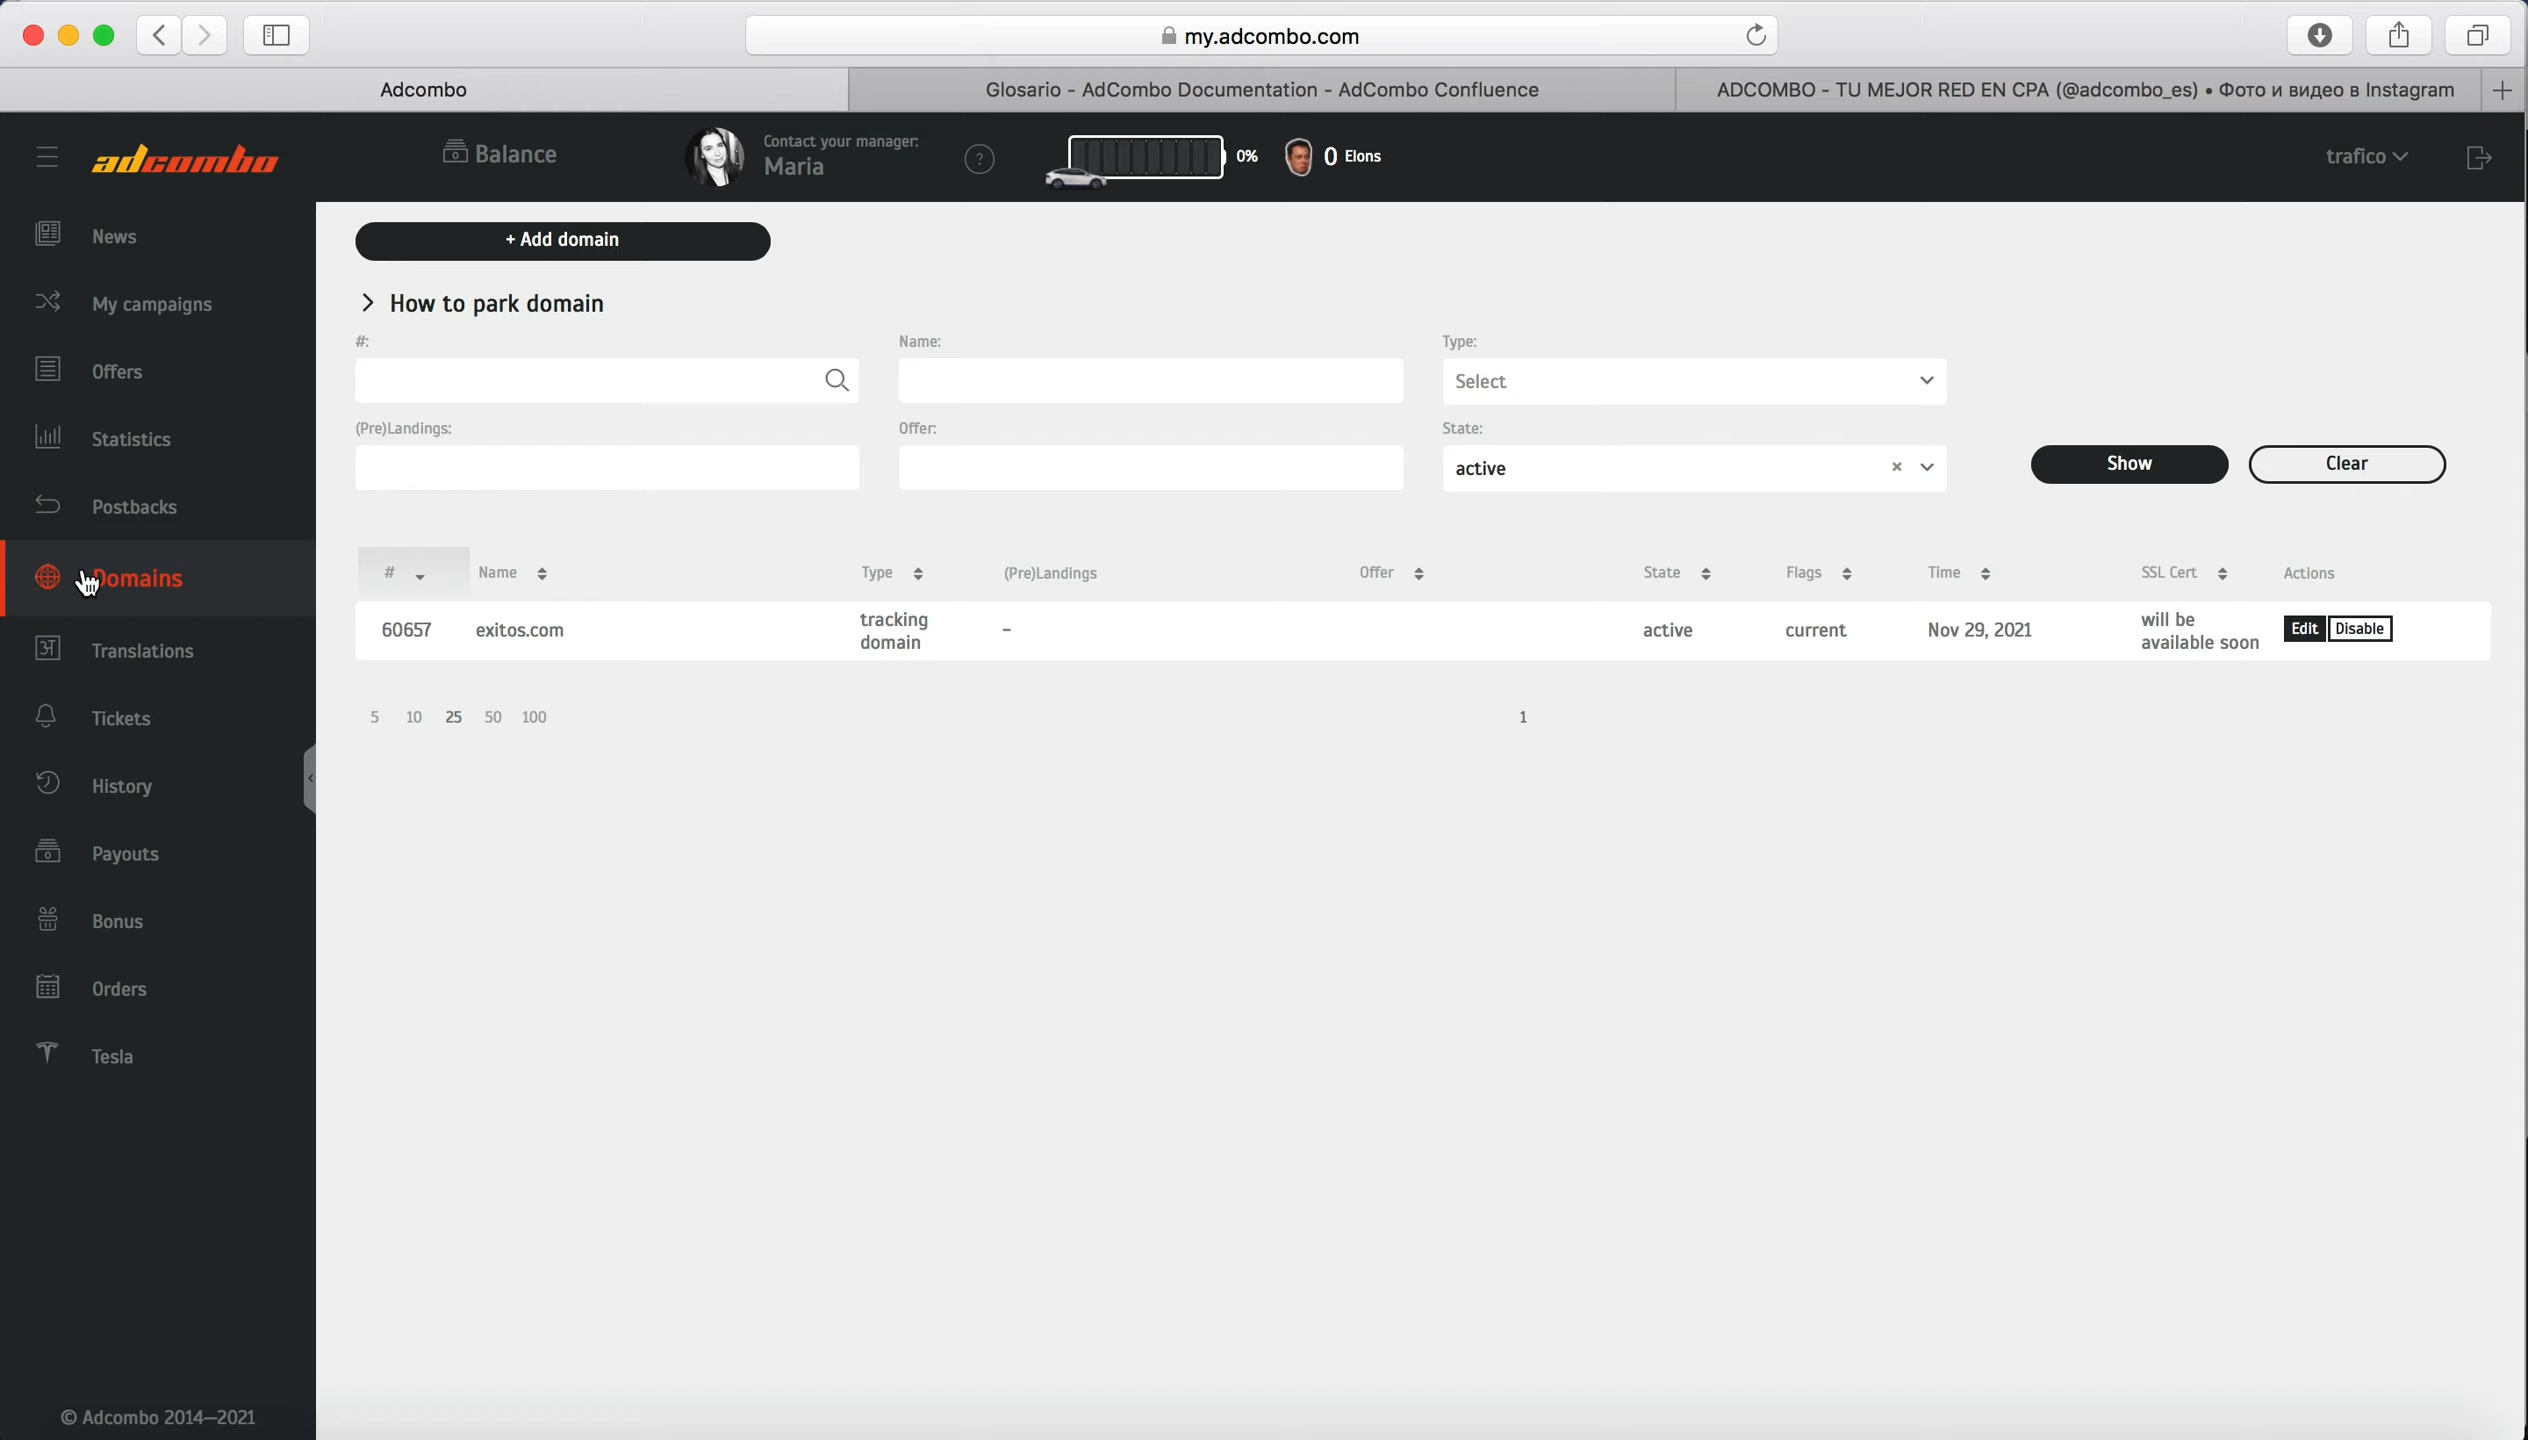 my.adcombo.com
Adcombo
Glosario - AdCombo Documentation - AdCombo Confluence
ADCOMBO - TU MEJOR RED EN CPA (@adcombo_es) • Фото и видео в Instagram
adcombo
Balance
Contact your manager:
Maria
?
0%
0 Elons
trafico
News
My campaigns
Offers
Statistics
Postbacks
Domains
Translations
Tickets
History
Payouts
Bonus
Orders
Tesla
© Adcombo 2014—2021
+ Add domain
How to park domain
#:
Name:
Type:
Select
(Pre)Landings:
Offer:
State:
active
Show
Clear
# Name Type (Pre)Landings Offer State Flags Time SSL Cert Actions
60657 exitos.com tracking domain - active current Nov 29, 2021 will be available soon Edit Disable
5 10 25 50 100 1